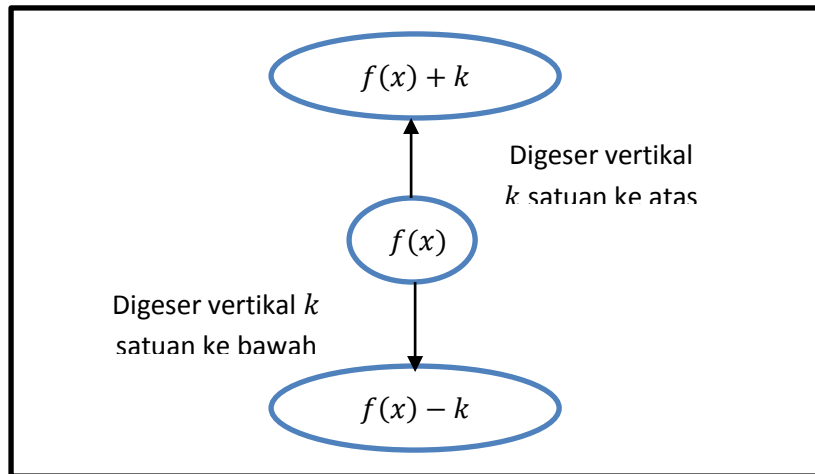 f(x) + k
Digeser vertikal
k satuan ke atas
f(x)
Digeser vertikal k
satuan ke bawah
f(x) − k